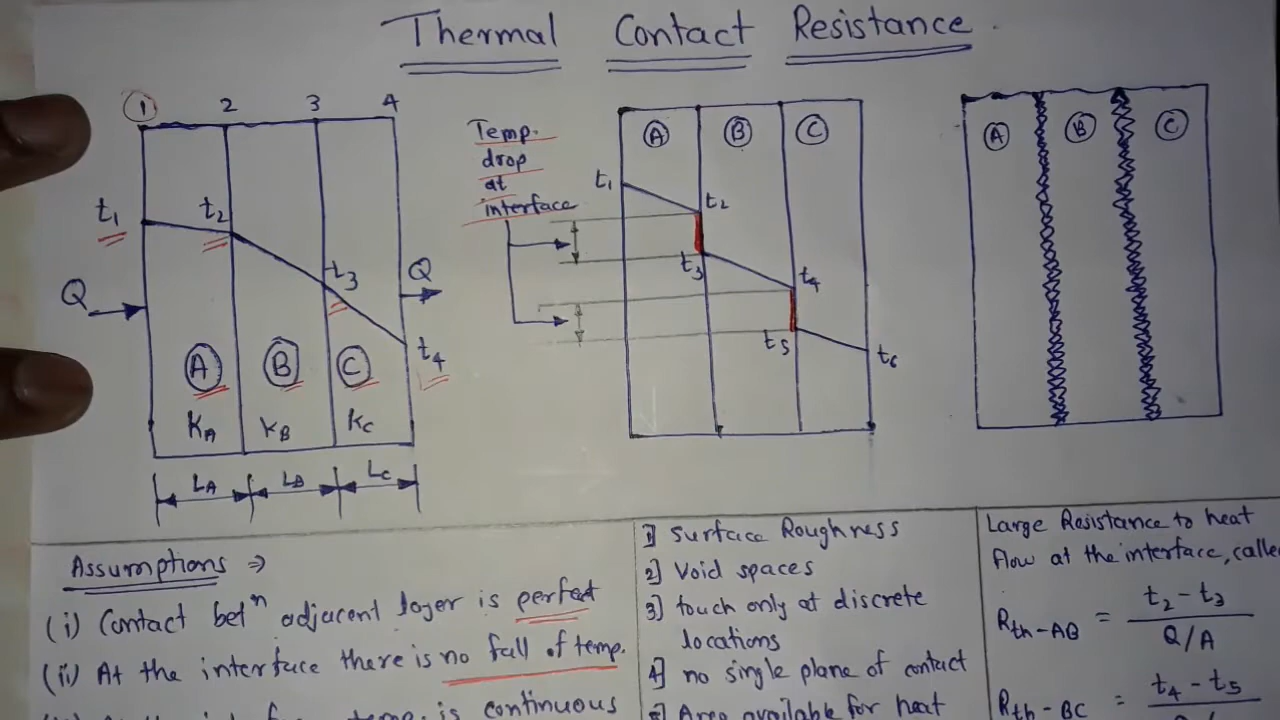 Thermal Contact Resistance
1 2 3 4
t1
t2
t3
t4
Q
Q
A
B
C
KA
KB
KC
LA
LB
LC
Temp.
drop
at
interface
A
B
C
t1
t2
t3
t4
t5
t6
A
B
C
Assumptions ⇒
(i) Contact betn adjacent layer is perfect
(ii) At the interface there is no fall of temp.
temp. is continuous
1] Surface Roughness
2] Void spaces
3] touch only at discrete
locations
4] no single plane of contact
5] Area available for heat
Large Resistance to heat
flow at the interface, calle
Rth-AB = t2 - t3
Q/A
Rth-BC = t4 - t5